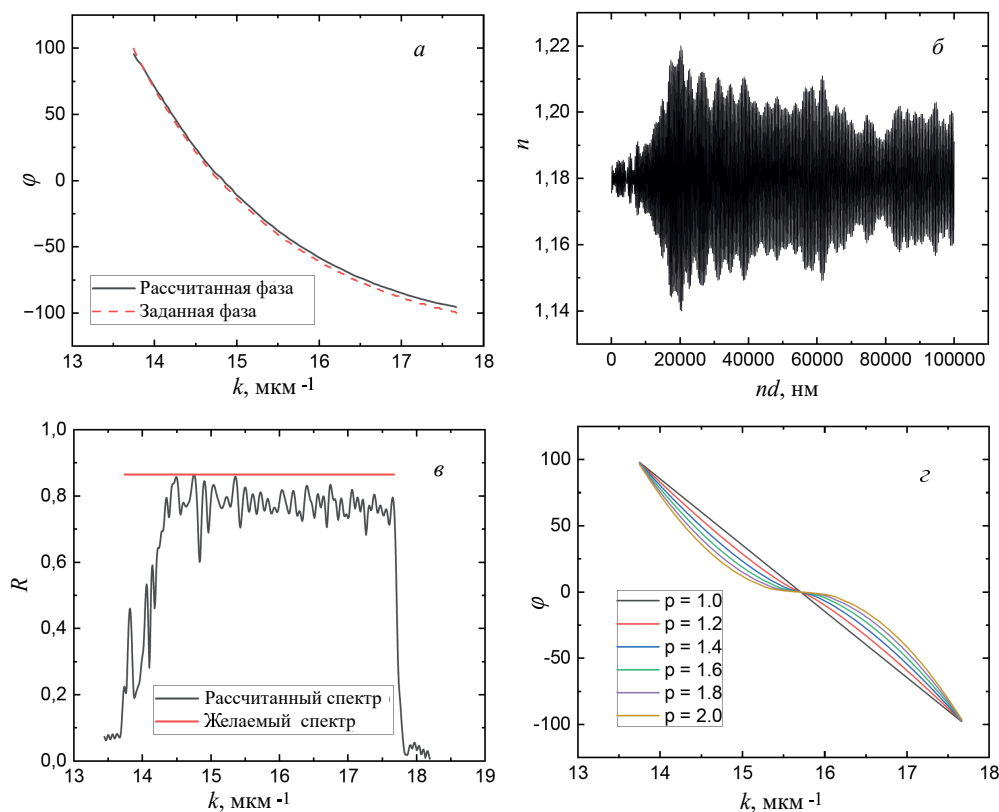 а
100
50
0
−50
−100
φ
Рассчитанная фаза
Заданная фаза
13 14 15 16 17 18
k, мкм -1
б
1,22
1,20
1,18
1,16
1,14
n
0 20000 40000 60000 80000 100000
nd, нм
в
1,0
0,8
0,6
0,4
0,2
0,0
R
Рассчитанный спектр
Желаемый спектр
13 14 15 16 17 18 19
k, мкм-1
г
100
50
0
-50
-100
φ
p = 1.0
p = 1.2
p = 1.4
p = 1.6
p = 1.8
p = 2.0
13 14 15 16 17 18
k, мкм-1